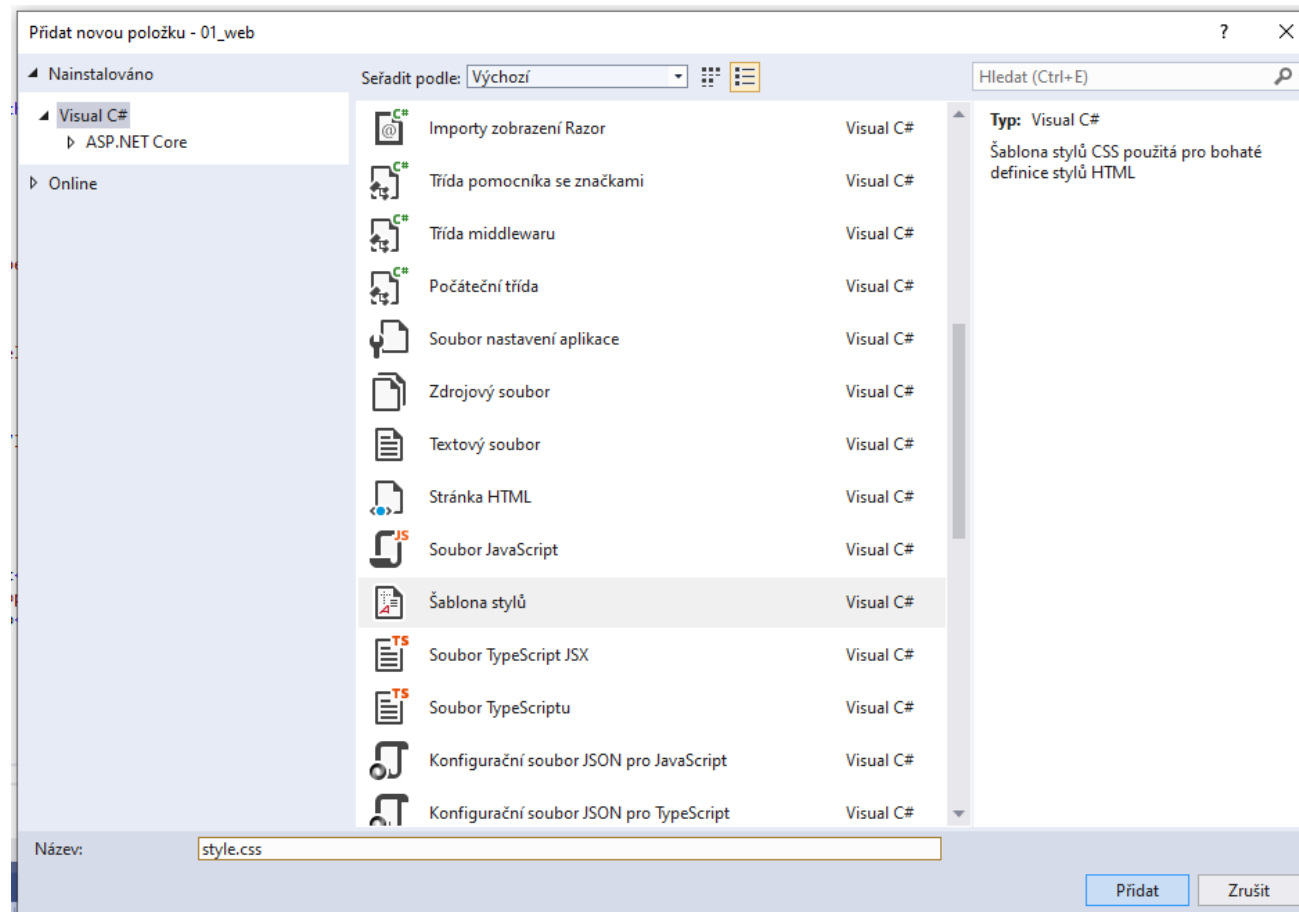 Přidat novou položku - 01_web
?
Nainstalováno
Visual C#
ASP.NET Core
Online
Seřadit podle: Výchozí
Hledat (Ctrl+E)
C# Importy zobrazení Razor Visual C#
C# Třída pomocníka se značkami Visual C#
C# Třída middlewaru Visual C#
C# Počáteční třída Visual C#
Soubor nastavení aplikace Visual C#
Zdrojový soubor Visual C#
Textový soubor Visual C#
Stránka HTML Visual C#
JS Soubor JavaScript Visual C#
Šablona stylů Visual C#
TS Soubor TypeScript JSX Visual C#
TS Soubor TypeScriptu Visual C#
Konfigurační soubor JSON pro JavaScript Visual C#
Konfigurační soubor JSON pro TypeScript Visual C#
Typ: Visual C#
Šablona stylů CSS použitá pro bohaté
definice stylů HTML
Název: style.css
Přidat Zrušit